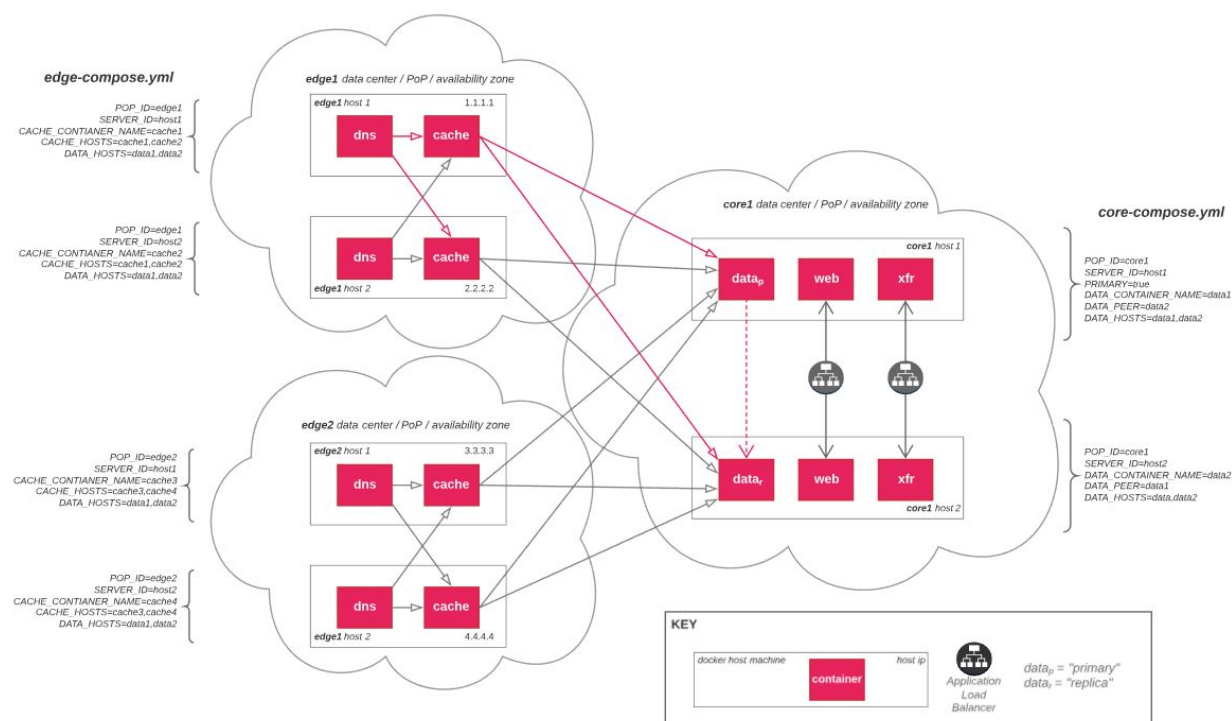 edge-compose.yml
POP_ID=edge1
SERVER_ID=host1
CACHE_CONTIANER_NAME=cache1
CACHE_HOSTS=cache1,cache2
DATA_HOSTS=data1,data2
POP_ID=edge1
SERVER_ID=host2
CACHE_CONTIANER_NAME=cache2
CACHE_HOSTS=cache1,cache2
DATA_HOSTS=data1,data2
POP_ID=edge2
SERVER_ID=host1
CACHE_CONTIANER_NAME=cache3
CACHE_HOSTS=cache3,cache4
DATA_HOSTS=data1,data2
POP_ID=edge2
SERVER_ID=host2
CACHE_CONTIANER_NAME=cache4
CACHE_HOSTS=cache3,cache4
DATA_HOSTS=data1,data2
edge1 data center / PoP / availability zone
edge1 host 1 1.1.1.1
dns cache
dns cache
edge1 host 2 2.2.2.2
edge2 data center / PoP / availability zone
edge2 host 1 3.3.3.3
dns cache
dns cache
edge1 host 2 4.4.4.4
core1 data center / PoP / availability zone
core1 host 1
datap web xfr
datar web xfr
core1 host 2
core-compose.yml
POP_ID=core1
SERVER_ID=host1
PRIMARY=true
DATA_CONTAINER_NAME=data1
DATA_PEER=data2
DATA_HOSTS=data1,data2
POP_ID=core1
SERVER_ID=host2
DATA_CONTAINER_NAME=data2
DATA_PEER=data1
DATA_HOSTS=data,data2
KEY
docker host machine host ip
container
Application
Load
Balancer
datap = "primary"
datar = "replica"